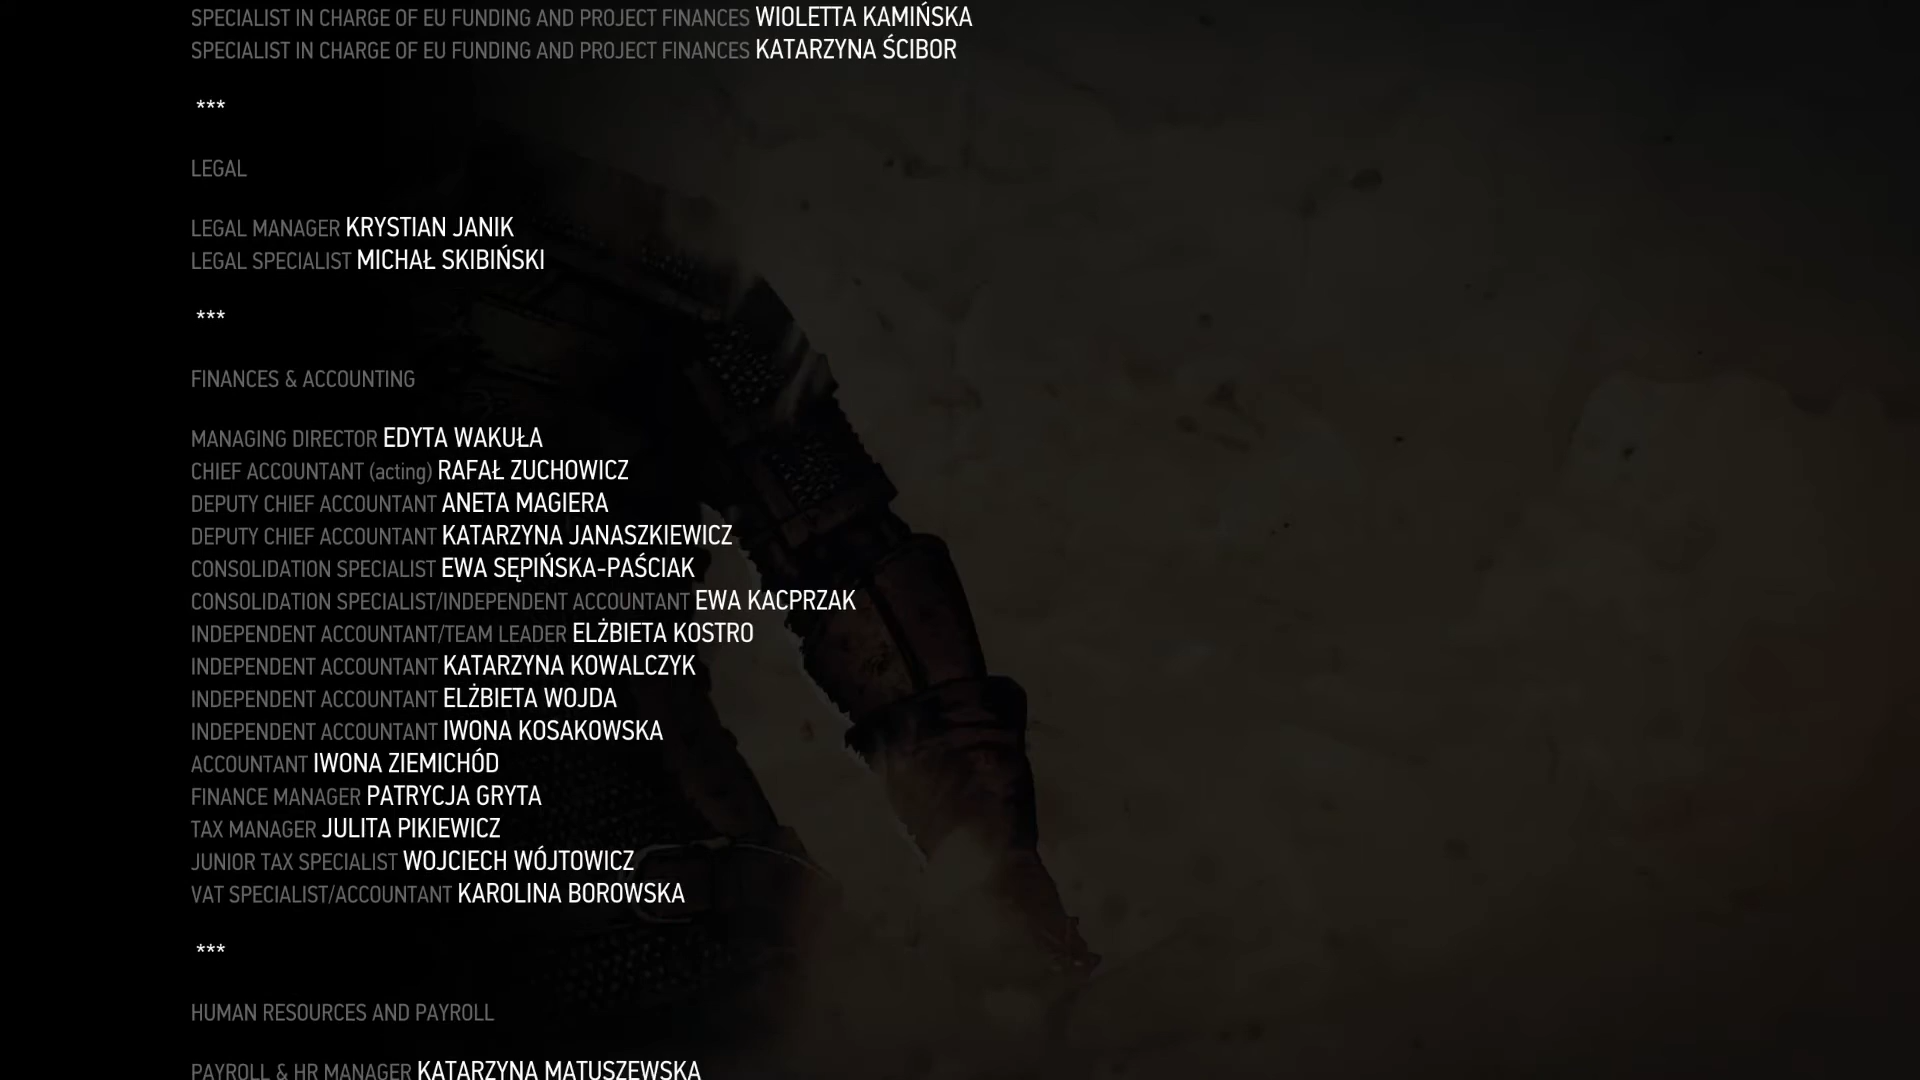 SPECIALIST IN CHARGE OF EU FUNDING AND PROJECT FINANCES WIOLETTA KAMIŃSKA
SPECIALIST IN CHARGE OF EU FUNDING AND PROJECT FINANCES KATARZYNA ŚCIBOR
***
LEGAL
LEGAL MANAGER KRYSTIAN JANIK
LEGAL SPECIALIST MICHAŁ SKIBIŃSKI
***
FINANCES & ACCOUNTING
MANAGING DIRECTOR EDYTA WAKUŁA
CHIEF ACCOUNTANT (acting) RAFAŁ ZUCHOWICZ
DEPUTY CHIEF ACCOUNTANT ANETA MAGIERA
DEPUTY CHIEF ACCOUNTANT KATARZYNA JANASZKIEWICZ
CONSOLIDATION SPECIALIST EWA SĘPIŃSKA-PAŚCIAK
CONSOLIDATION SPECIALIST/INDEPENDENT ACCOUNTANT EWA KACPRZAK
INDEPENDENT ACCOUNTANT/TEAM LEADER ELŻBIETA KOSTRO
INDEPENDENT ACCOUNTANT KATARZYNA KOWALCZYK
INDEPENDENT ACCOUNTANT ELŻBIETA WOJDA
INDEPENDENT ACCOUNTANT IWONA KOSAKOWSKA
ACCOUNTANT IWONA ZIEMICHÓD
FINANCE MANAGER PATRYCJA GRYTA
TAX MANAGER JULITA PIKIEWICZ
JUNIOR TAX SPECIALIST WOJCIECH WÓJTOWICZ
VAT SPECIALIST/ACCOUNTANT KAROLINA BOROWSKA
***
HUMAN RESOURCES AND PAYROLL
PAYROLL & HR MANAGER KATARZYNA MATUSZEWSKA